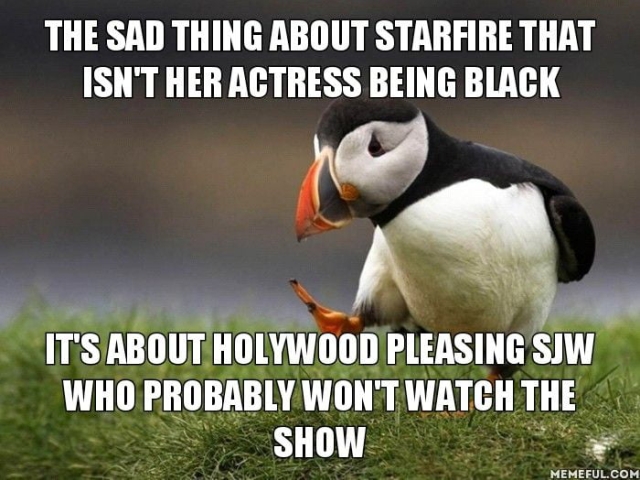 THE SAD THING ABOUT STARFIRE THAT
ISN'T HER ACTRESS BEING BLACK
IT'S ABOUT HOLYWOOD PLEASING SJW
WHO PROBABLY WON'T WATCH THE
SHOW
MEMEFUL.COM